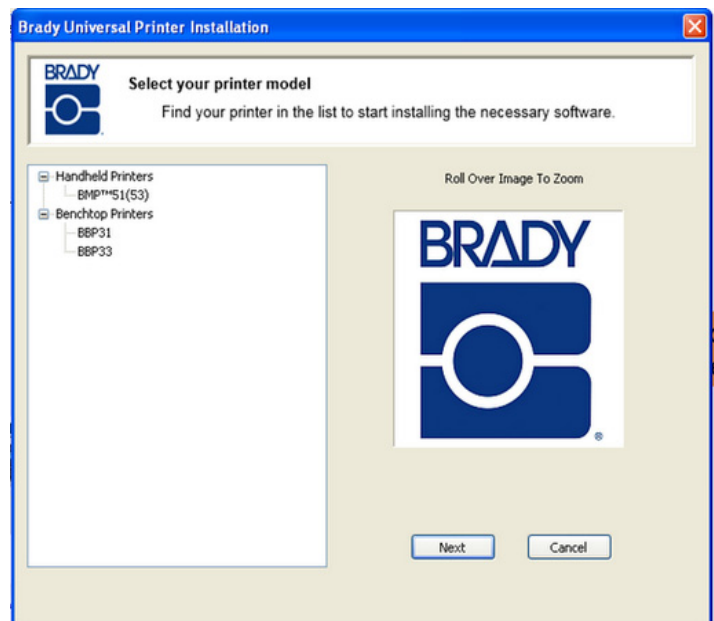 Brady Universal Printer Installation
BRADY
Select your printer model
Find your printer in the list to start installing the necessary software.
Handheld Printers
BMP™51(53)
Benchtop Printers
BBP31
BBP33
Roll Over Image To Zoom
BRADY
®
Next
Cancel